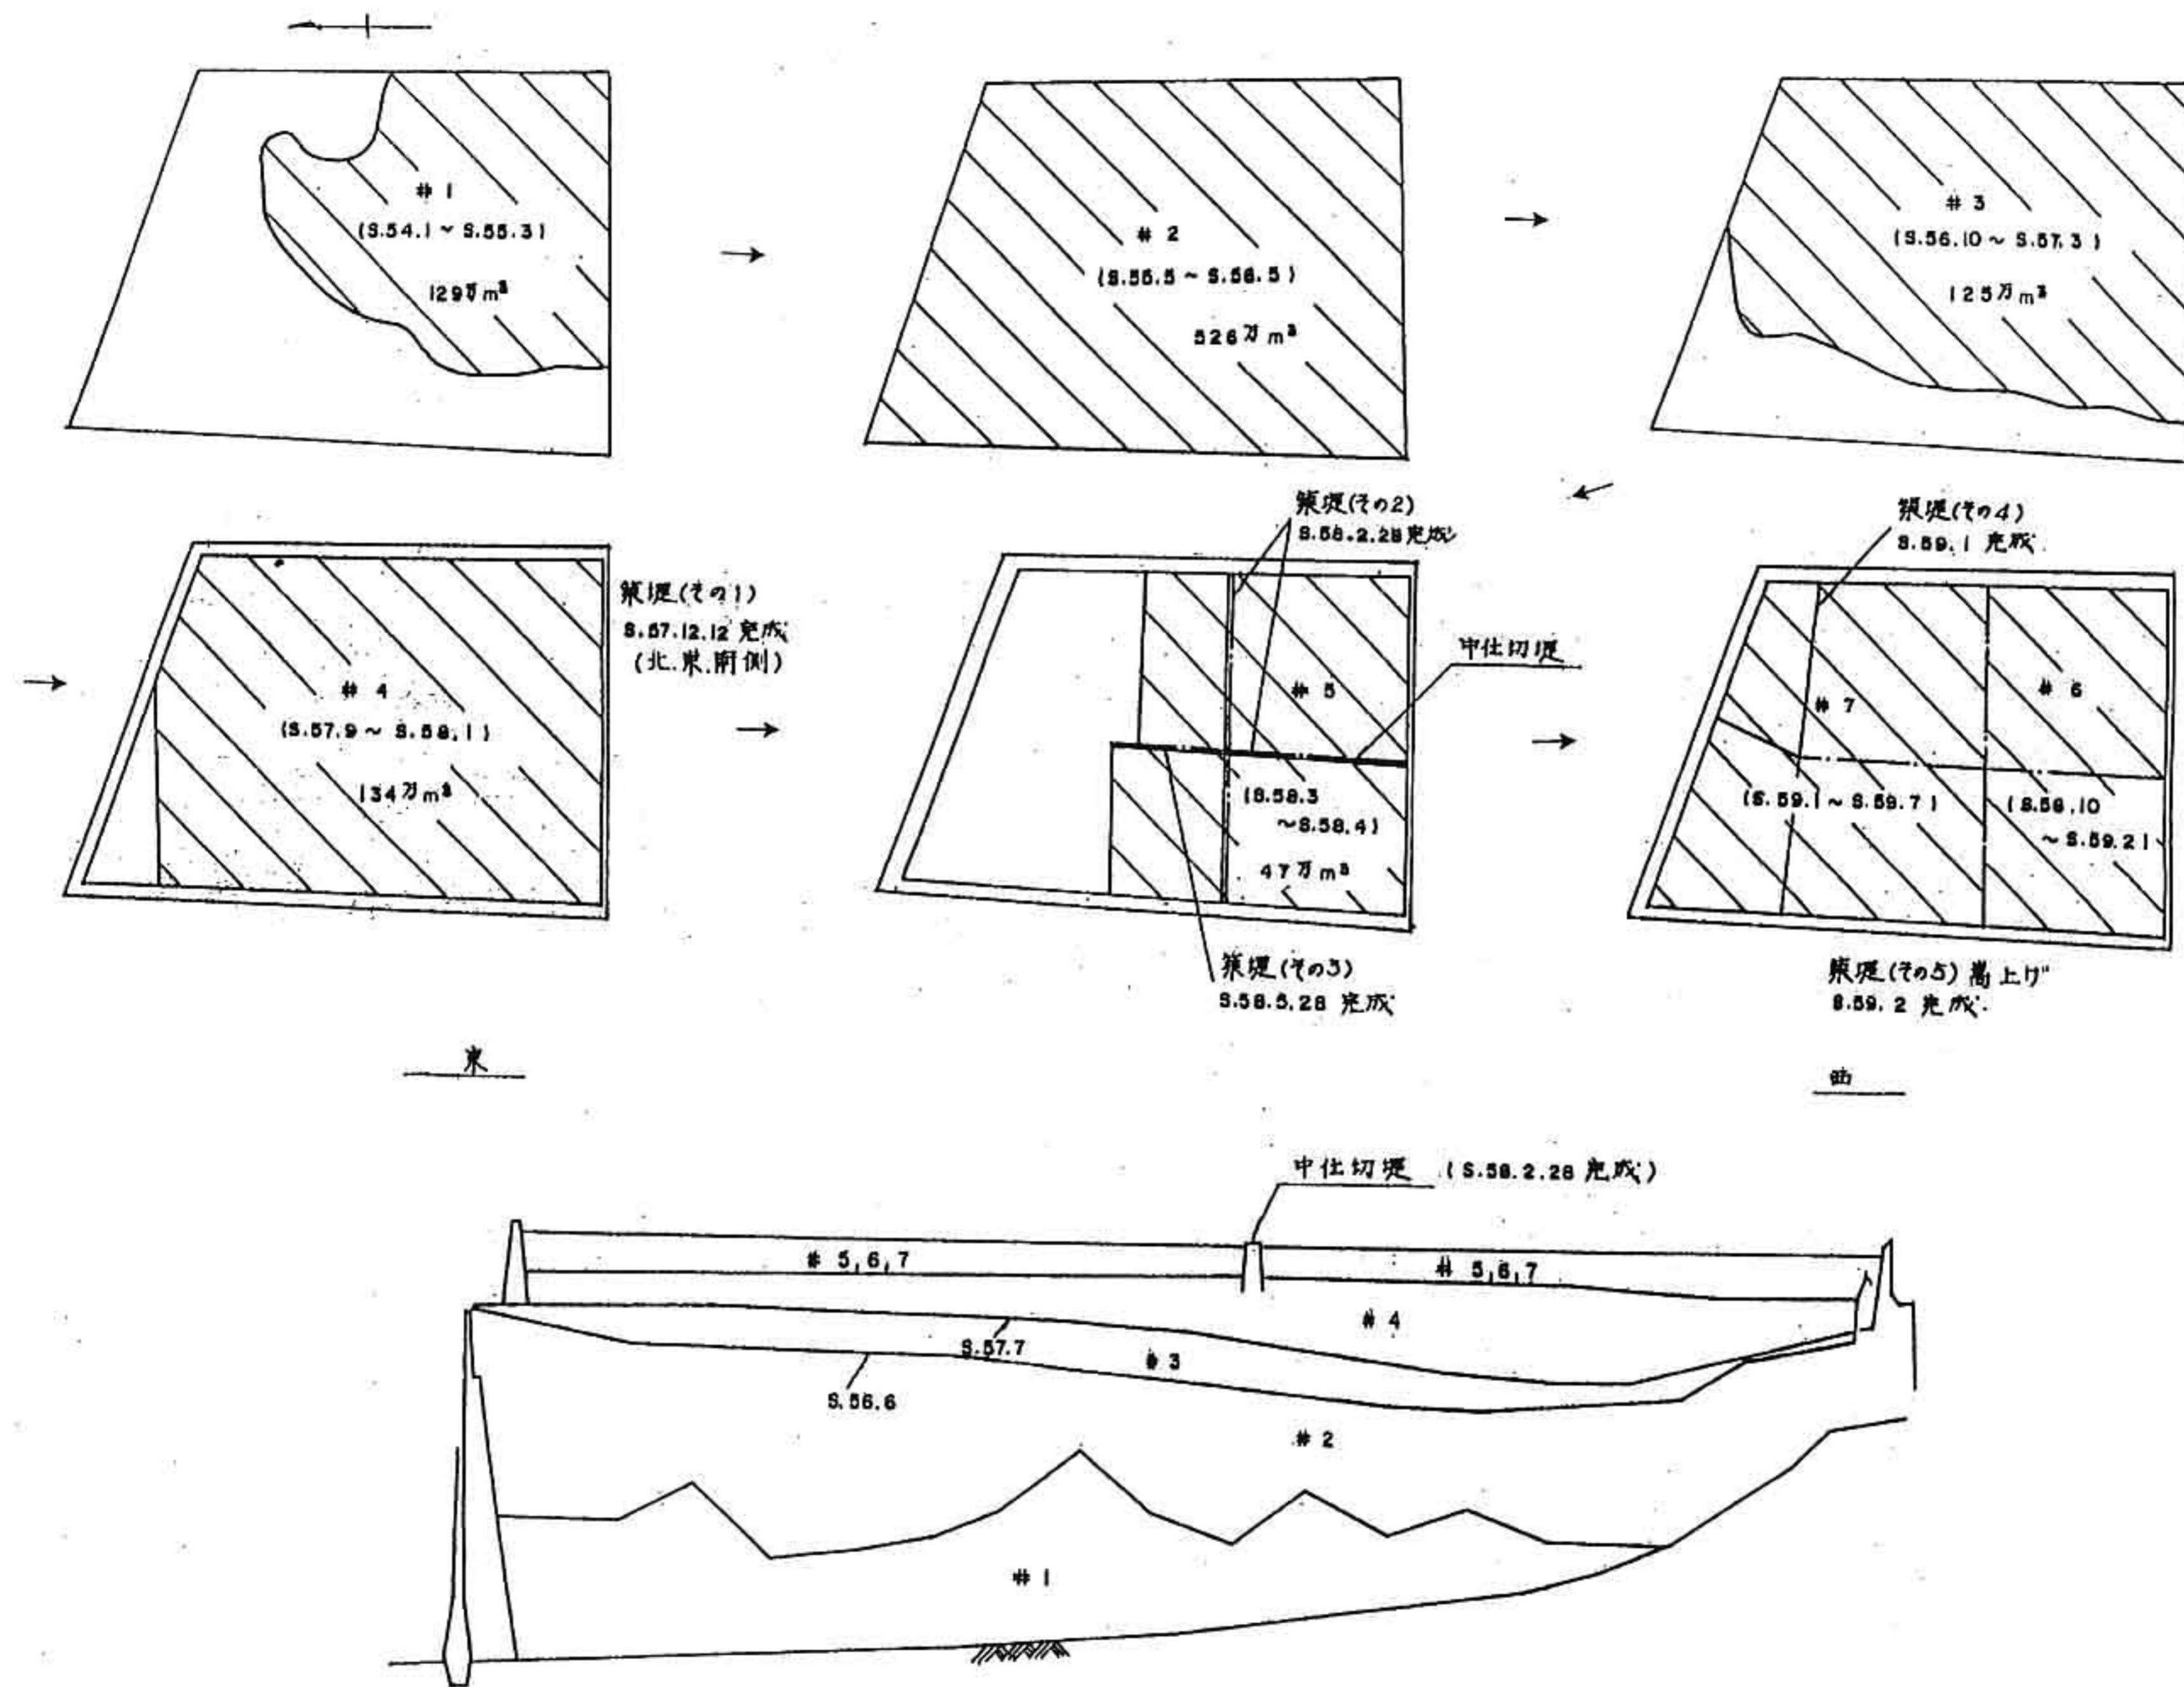 # 1
(S.54.1 ~ S.55.3)
129万m³
# 2
(S.55.5 ~ S.56.5)
526万m³
# 3
(S.56.10 ~ S.57.3)
125万m³
# 4
(S.57.9 ~ S.58.1)
134万m³
築堤(その1)
S.57.12.12 完成
(北.東.南側)
築堤(その2)
S.58.2.28 完成
中仕切堤
# 5
(S.58.3
~S.58.4)
47万m³
築堤(その3)
S.58.5.28 完成
築堤(その4)
S.59.1 完成
# 7
# 6
(S.59.1 ~ S.59.7)
(S.58.10
~ S.59.2)
築堤(その5)嵩上げ
S.59.2 完成
東
西
中仕切堤 (S.58.2.28 完成)
# 5,6,7
# 5,6,7
# 4
S.57.7
# 3
S.56.6
# 2
# 1